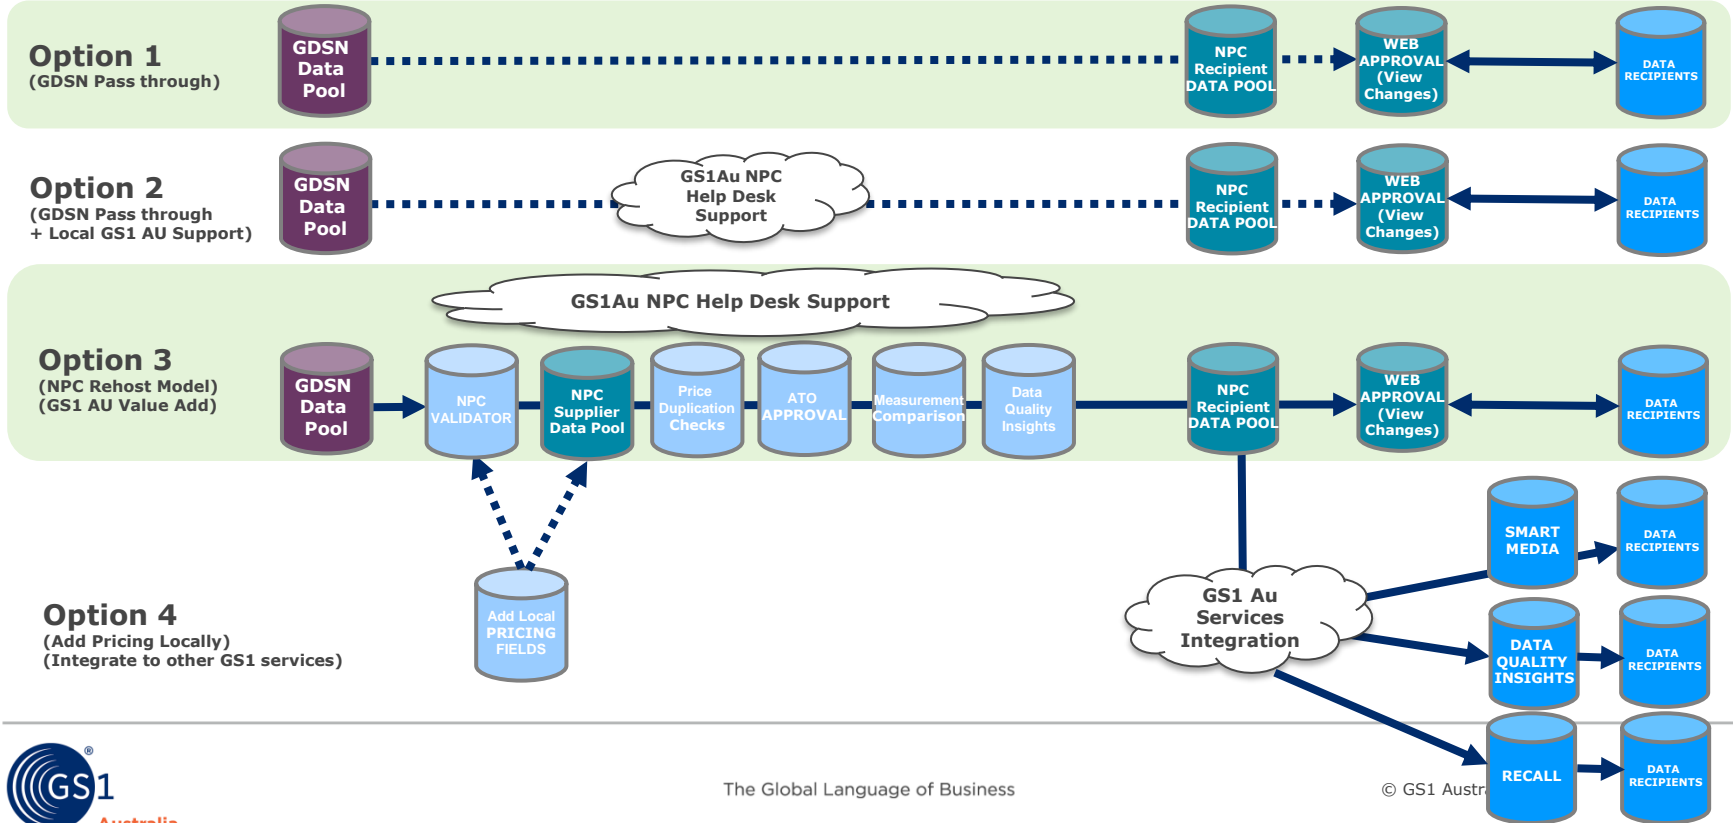 Option 1
(GDSN Pass through)
GDSN
Data
Pool
NPC
Recipient
DATA POOL
WEB
APPROVAL
(View
Changes)
DATA
RECIPIENTS
Option 2
(GDSN Pass through
+ Local GS1 AU Support)
GDSN
Data
Pool
GS1Au NPC
Help Desk
Support
NPC
Recipient
DATA POOL
WEB
APPROVAL
(View
Changes)
DATA
RECIPIENTS
GS1Au NPC Help Desk Support
Option 3
(NPC Rehost Model)
(GS1 AU Value Add)
GDSN
Data
Pool
NPC
VALIDATOR
NPC
Supplier
Data Pool
Price
Duplication
Checks
ATO
APPROVAL
Measurement
Comparison
Data
Quality
Insights
NPC
Recipient
DATA POOL
WEB
APPROVAL
(View
Changes)
DATA
RECIPIENTS
Option 4
(Add Pricing Locally)
(Integrate to other GS1 services)
Add Local
PRICING
FIELDS
GS1 Au
Services
Integration
SMART
MEDIA
DATA
RECIPIENTS
DATA
QUALITY
INSIGHTS
DATA
RECIPIENTS
RECALL
DATA
RECIPIENTS
GS1
®
Australia
The Global Language of Business
© GS1